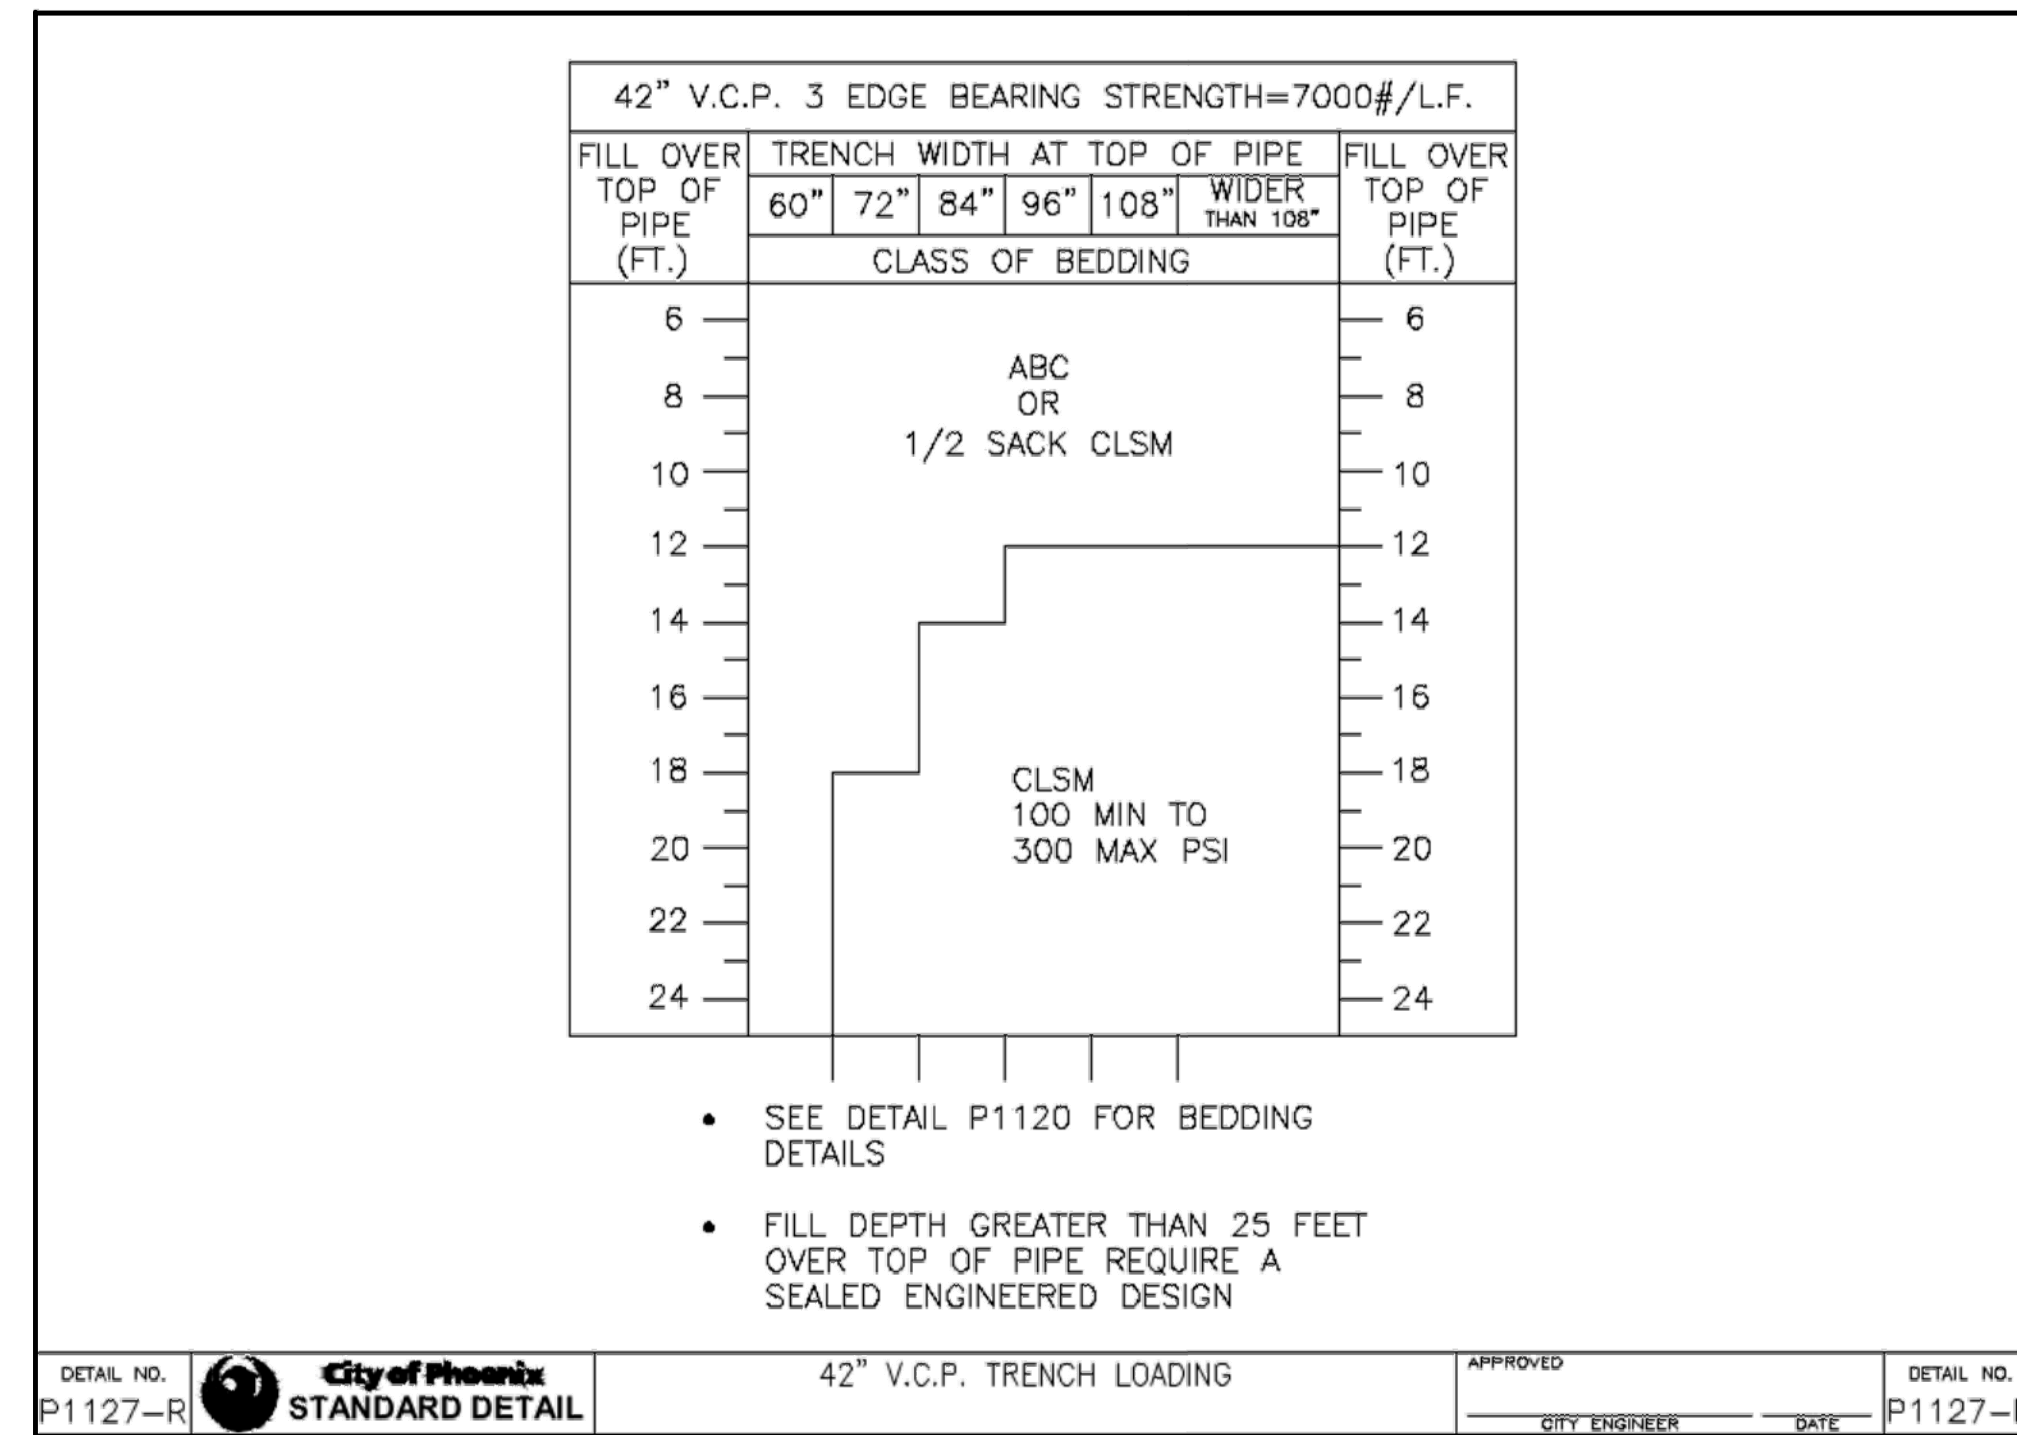 42" V.C.P. 3 EDGE BEARING STRENGTH=7000#/L.F.
FILL OVER
TOP OF
PIPE
(FT.)
TRENCH WIDTH AT TOP OF PIPE
60" 72" 84" 96" 108" WIDER
THAN 108"
CLASS OF BEDDING
FILL OVER
TOP OF
PIPE
(FT.)
6 6
8 8
10 10
12 12
14 14
16 16
18 18
20 20
22 22
24 24
ABC
OR
1/2 SACK CLSM
CLSM
100 MIN TO
300 MAX PSI
• SEE DETAIL P1120 FOR BEDDING
DETAILS
• FILL DEPTH GREATER THAN 25 FEET
OVER TOP OF PIPE REQUIRE A
SEALED ENGINEERED DESIGN
DETAIL NO.
P1127-R
City of Phoenix
STANDARD DETAIL
42" V.C.P. TRENCH LOADING
APPROVED
CITY ENGINEER DATE
DETAIL NO.
P1127-